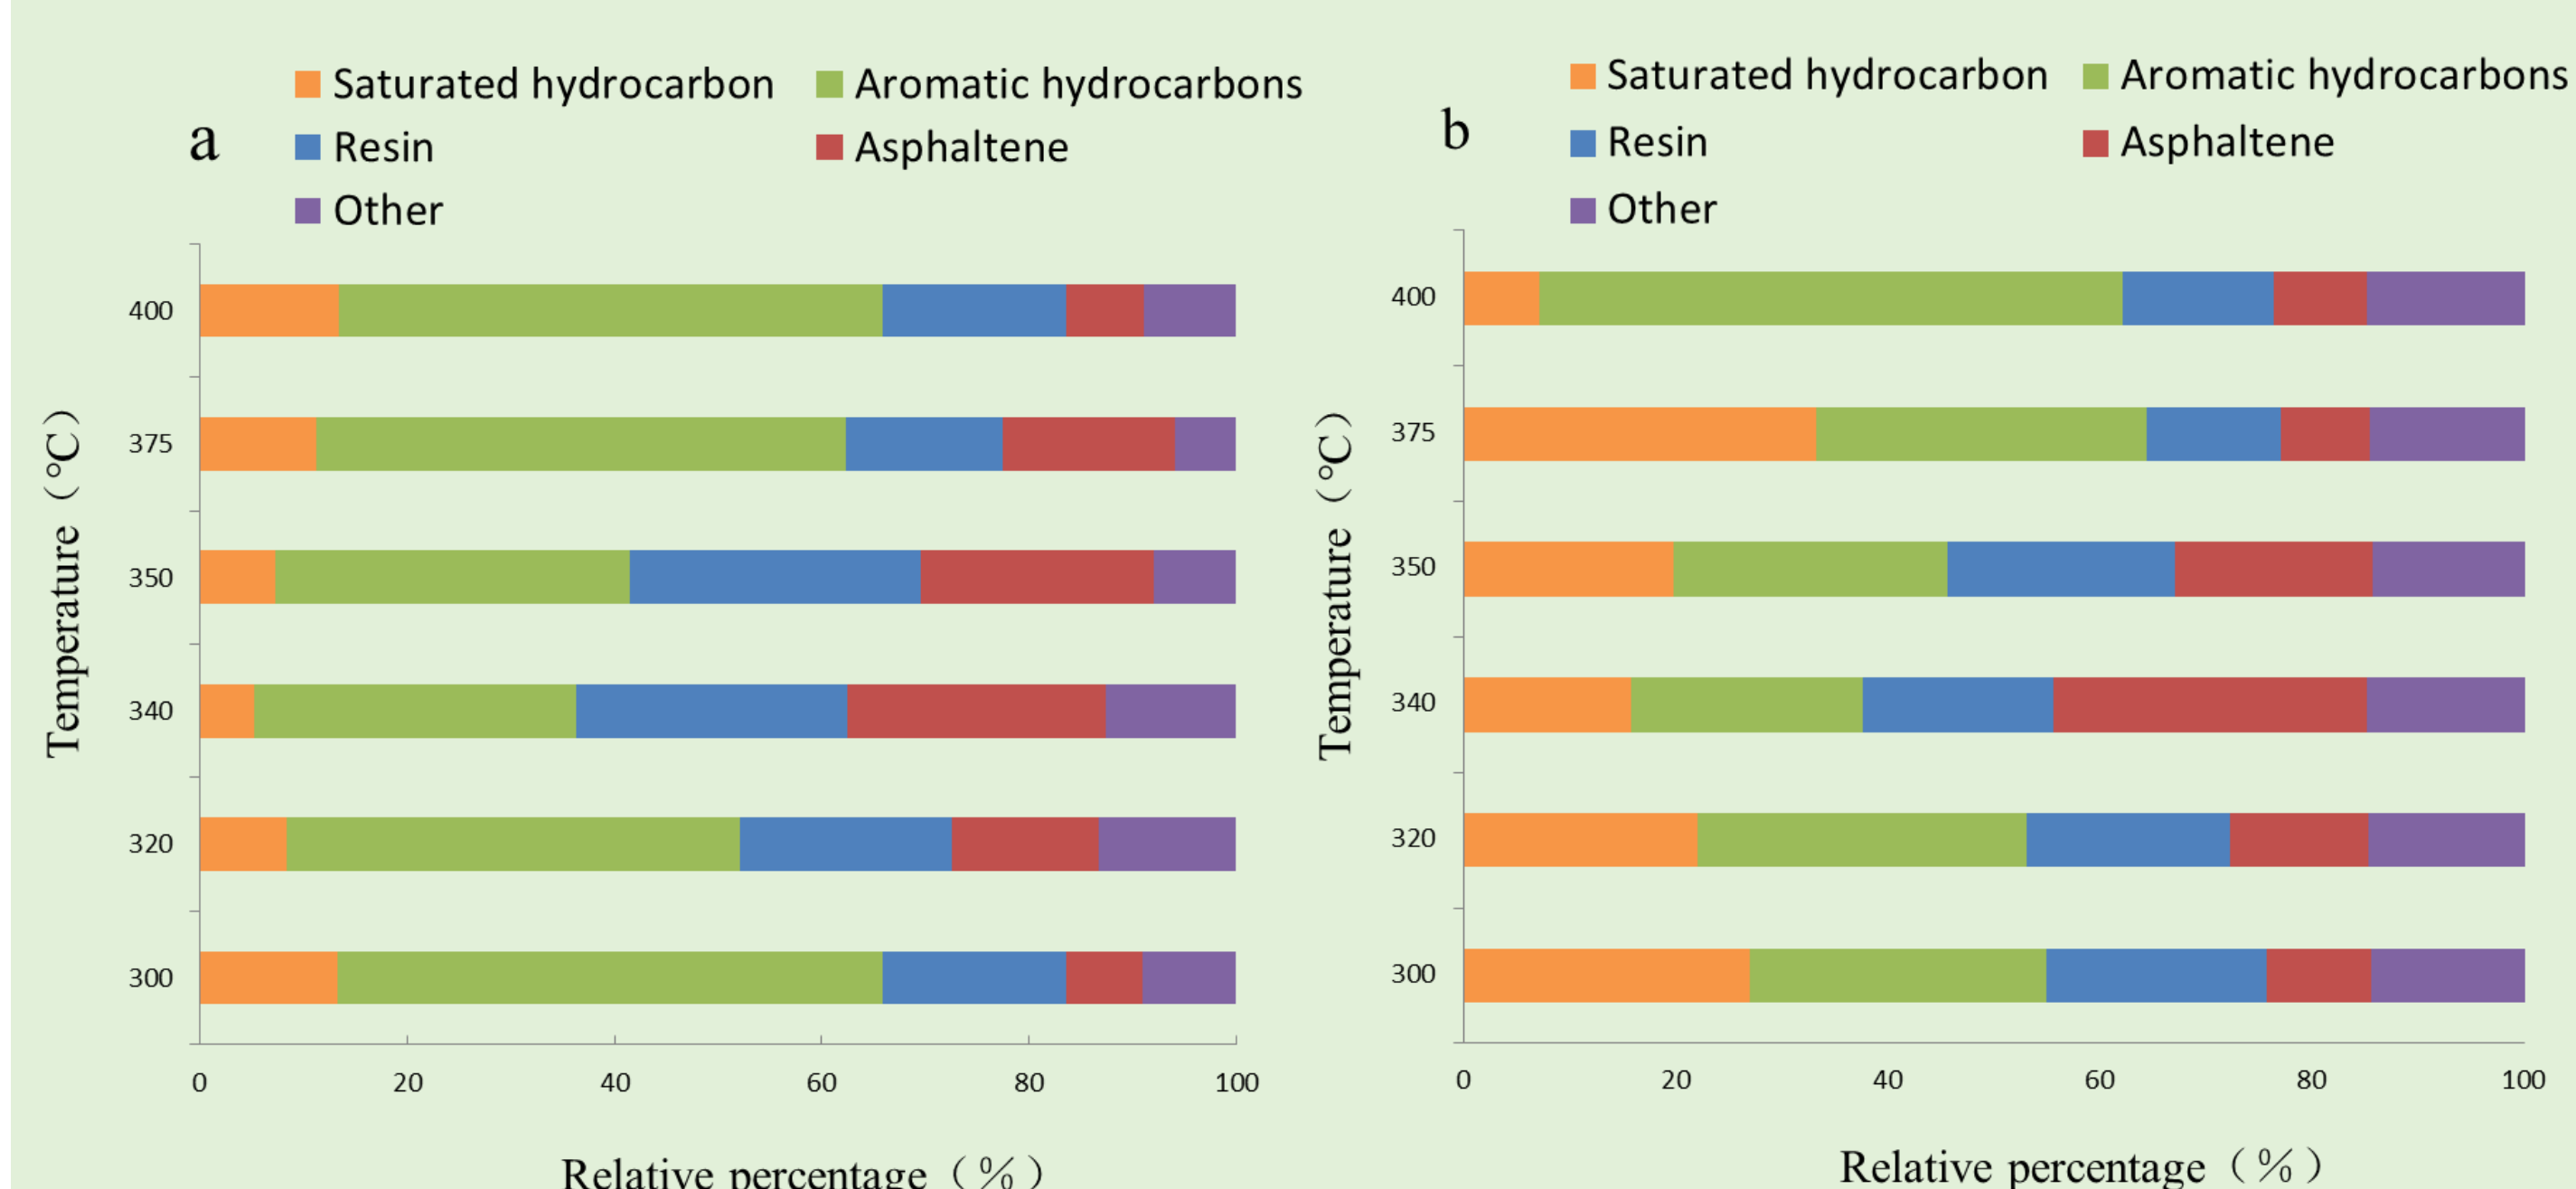 a
Saturated hydrocarbon Aromatic hydrocarbons
Resin Asphaltene
Other
Temperature（°C）
400
375
350
340
320
300
0 20 40 60 80 100
Relative percentage（%）
b
Saturated hydrocarbon Aromatic hydrocarbons
Resin Asphaltene
Other
Temperature（°C）
400
375
350
340
320
300
0 20 40 60 80 100
Relative percentage（%）